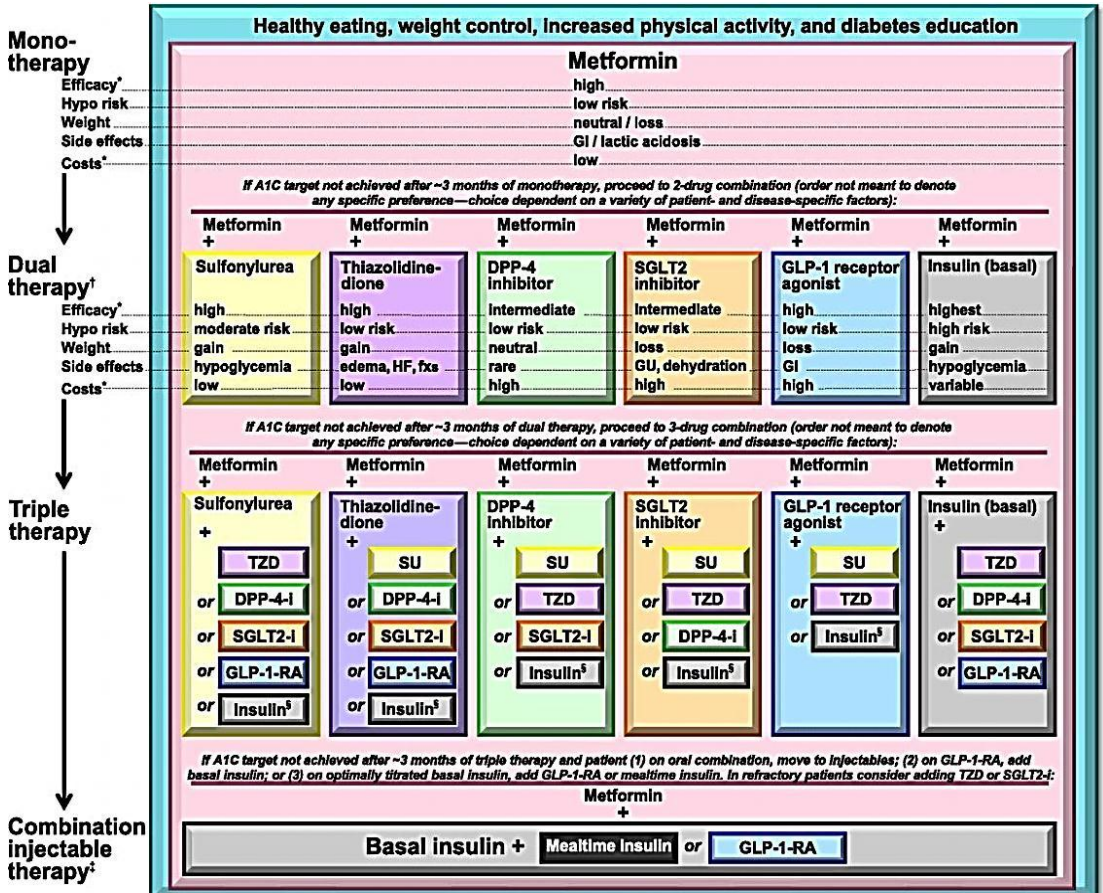 Healthy eating, weight control, increased physical activity, and diabetes education
Mono-
therapy
Metformin
Efficacy* high
Hypo risk low risk
Weight neutral / loss
Side effects GI / lactic acidosis
Costs* low
If A1C target not achieved after ~3 months of monotherapy, proceed to 2-drug combination (order not meant to denote
any specific preference—choice dependent on a variety of patient- and disease-specific factors):
Metformin Metformin Metformin Metformin Metformin Metformin
+ + + + + +
Dual
therapy†
Sulfonylurea
Thiazolidine-
dione
DPP-4
inhibitor
SGLT2
inhibitor
GLP-1 receptor
agonist
Insulin (basal)
Efficacy* high high intermediate intermediate high highest
Hypo risk moderate risk low risk low risk low risk low risk high risk
Weight gain gain neutral loss loss gain
Side effects hypoglycemia edema, HF, fxs rare GU, dehydration GI hypoglycemia
Costs* low low high high high variable
If A1C target not achieved after ~3 months of dual therapy, proceed to 3-drug combination (order not meant to denote
any specific preference—choice dependent on a variety of patient- and disease-specific factors):
Metformin Metformin Metformin Metformin Metformin Metformin
+ + + + + +
Triple
therapy
Sulfonylurea
+
TZD
or DPP-4-i
or SGLT2-i
or GLP-1-RA
or Insulin§
Thiazolidine-
dione
+
SU
or DPP-4-i
or SGLT2-i
or GLP-1-RA
or Insulin§
DPP-4
inhibitor
+
SU
or TZD
or SGLT2-i
or Insulin§
SGLT2
inhibitor
+
SU
or TZD
or DPP-4-i
or Insulin§
GLP-1 receptor
agonist
+
SU
or TZD
or Insulin§
Insulin (basal)
+
TZD
or DPP-4-i
or SGLT2-i
or GLP-1-RA
If A1C target not achieved after ~3 months of triple therapy and patient (1) on oral combination, move to injectables; (2) on GLP-1-RA, add
basal insulin; or (3) on optimally titrated basal insulin, add GLP-1-RA or mealtime insulin. In refractory patients consider adding TZD or SGLT2-i:
Metformin
+
Combination
injectable
therapy‡
Basal insulin + Mealtime Insulin or GLP-1-RA